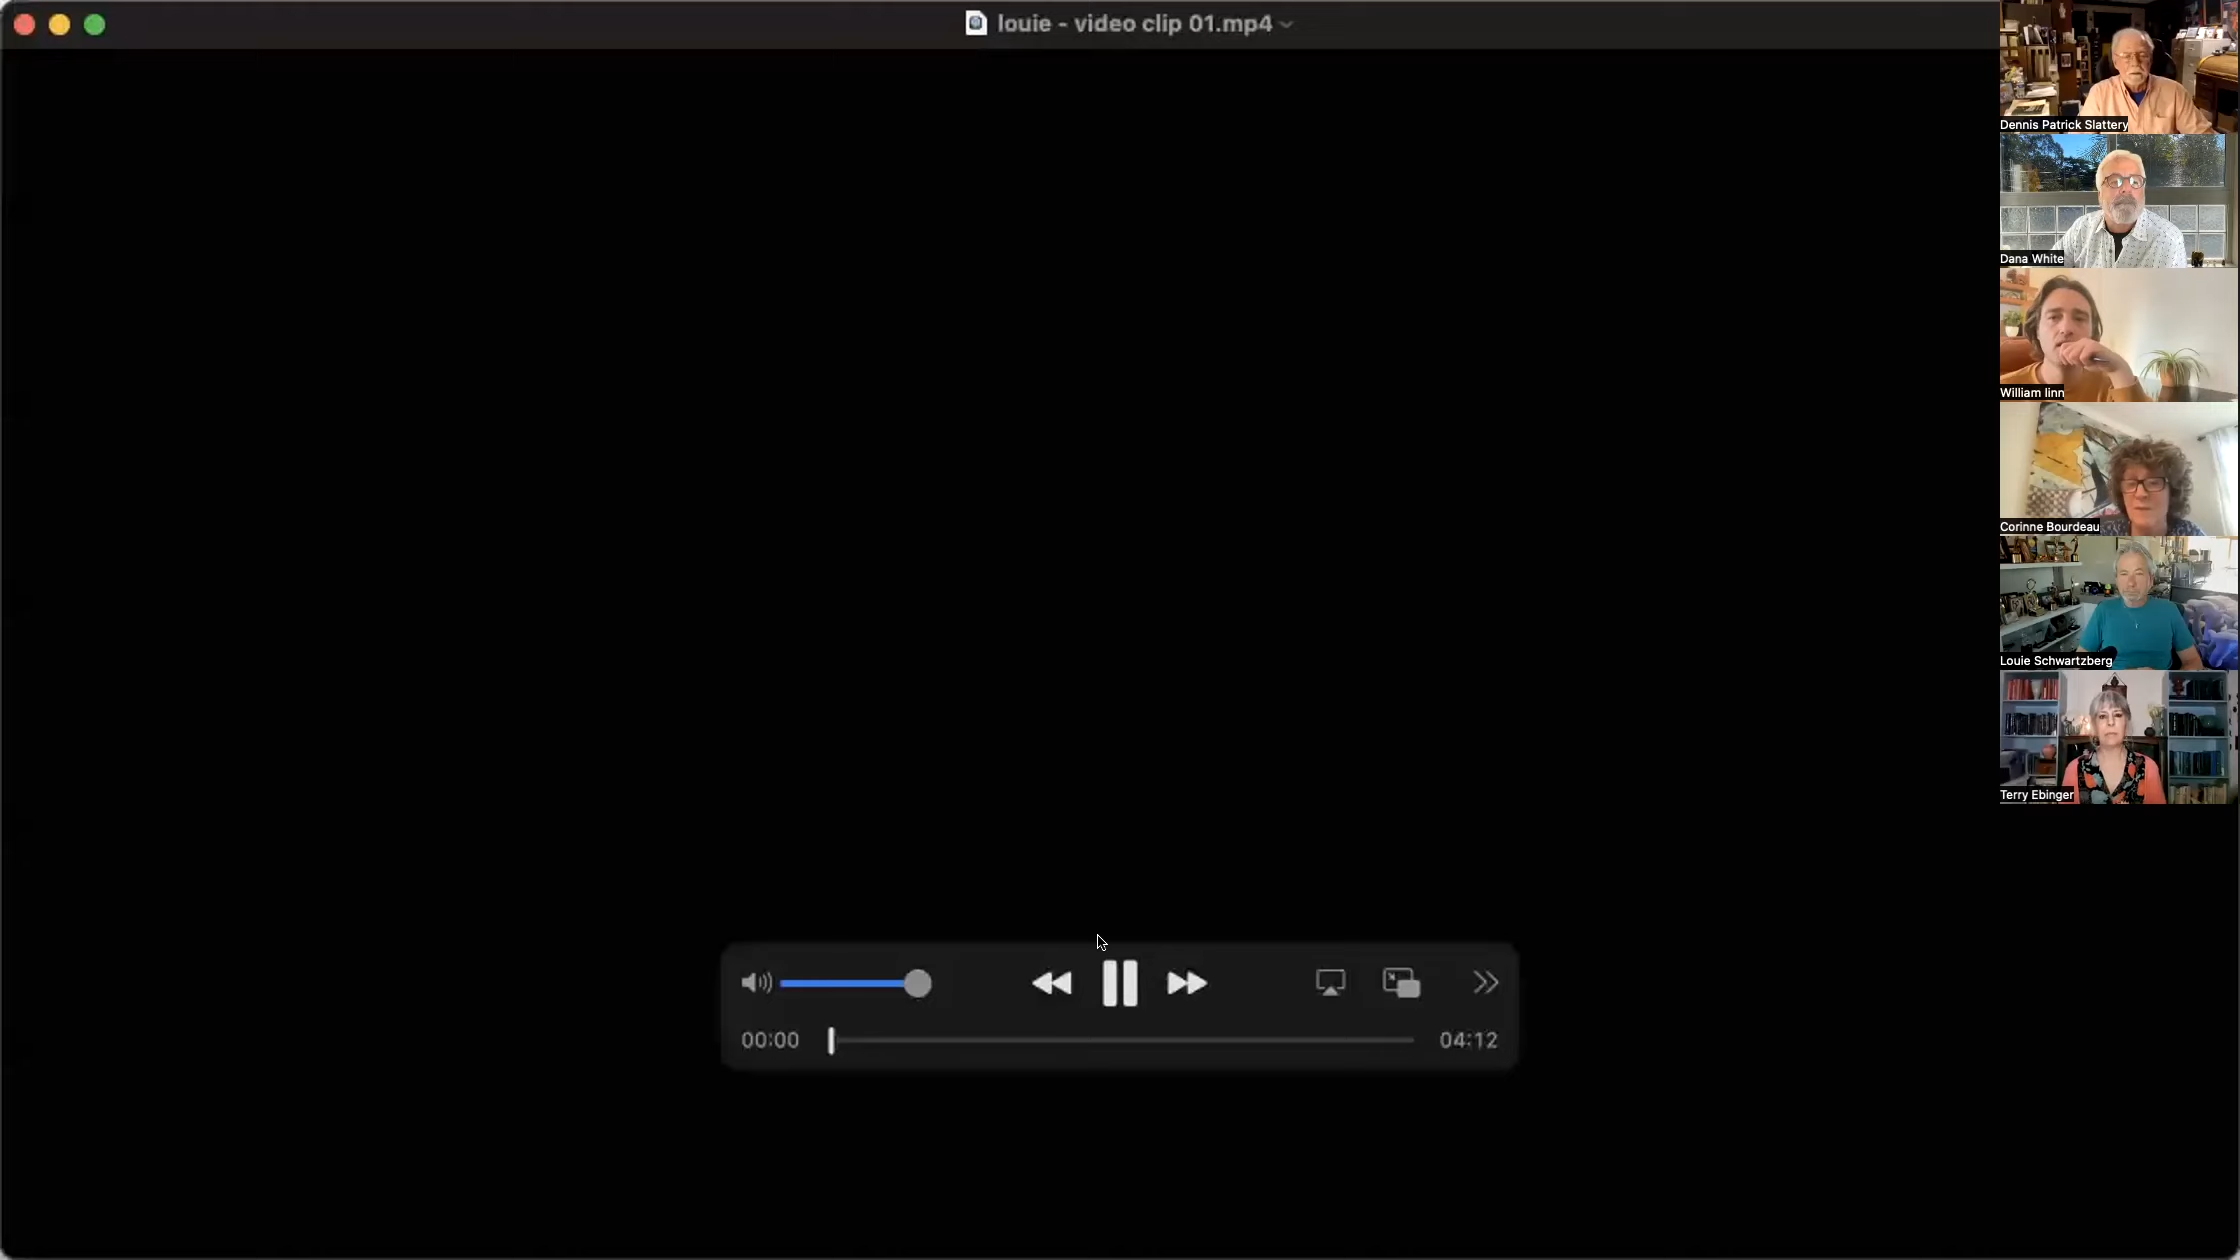 louie - video clip 01.mp4
Dennis Patrick Slattery
Dana White
William linn
Corinne Bourdeau
Louie Schwartzberg
Terry Ebinger
00:00
04:12